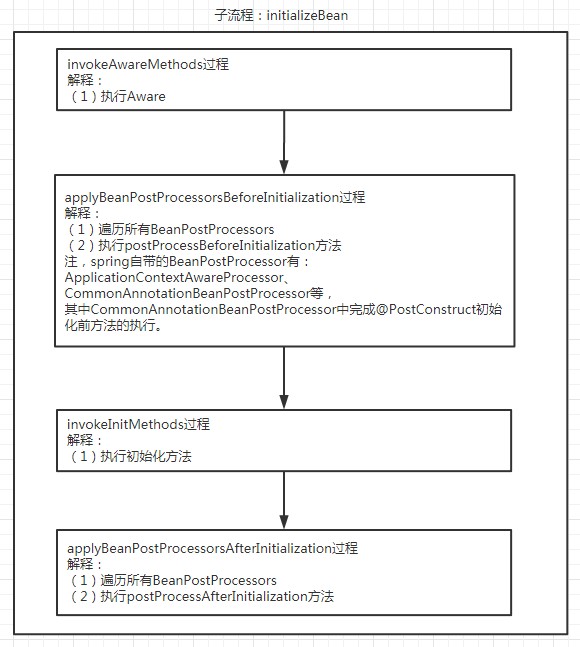 子流程：initializeBean
invokeAwareMethods过程
解释：
（1）执行Aware
applyBeanPostProcessorsBeforeInitialization过程
解释：
（1）遍历所有BeanPostProcessors
（2）执行postProcessBeforeInitialization方法
注，spring自带的BeanPostProcessor有：
ApplicationContextAwareProcessor、
CommonAnnotationBeanPostProcessor等，
其中CommonAnnotationBeanPostProcessor中完成@PostConstruct初始
化前方法的执行。
invokeInitMethods过程
解释：
（1）执行初始化方法
applyBeanPostProcessorsAfterInitialization过程
解释：
（1）遍历所有BeanPostProcessors
（2）执行postProcessAfterInitialization方法